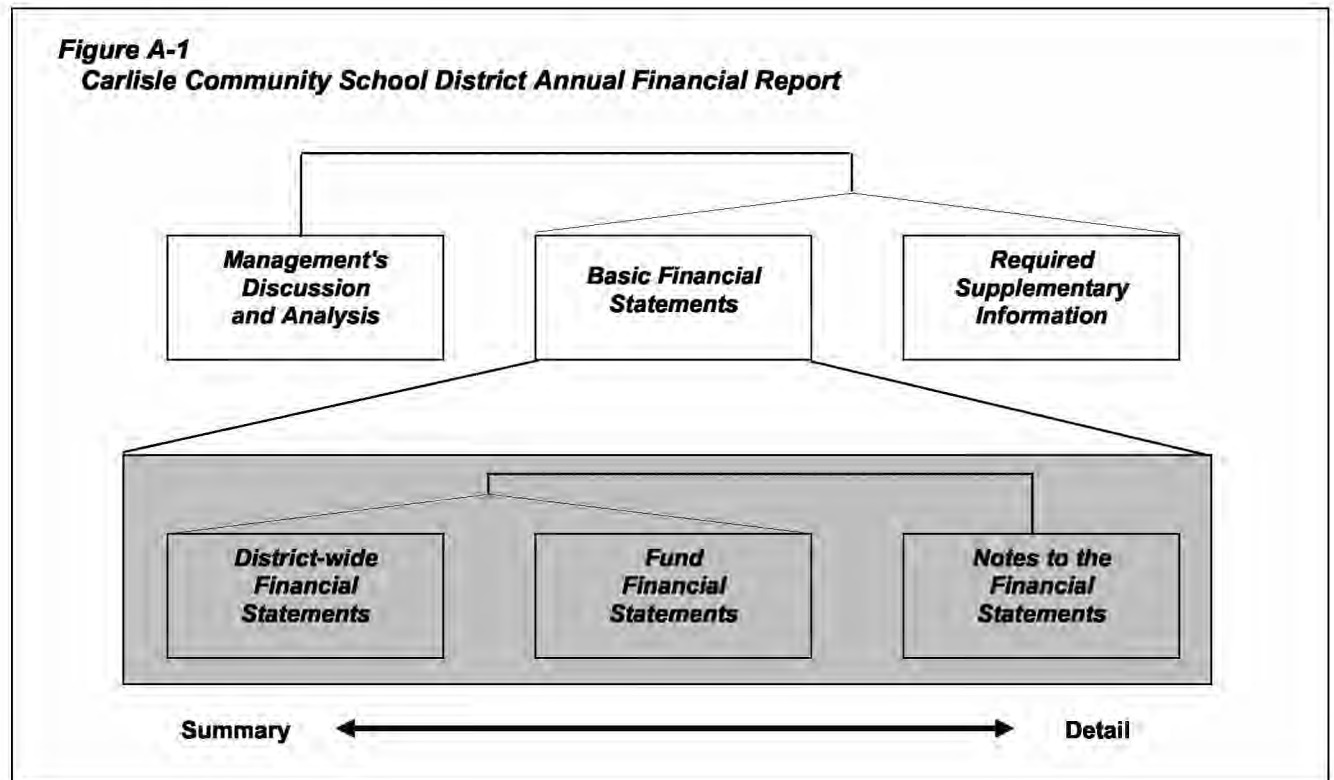 Figure A-1
Carlisle Community School District Annual Financial Report
Management's
Discussion
and Analysis
Basic Financial
Statements
Required
Supplementary
Information
District-wide
Financial
Statements
Fund
Financial
Statements
Notes to the
Financial
Statements
Summary
Detail